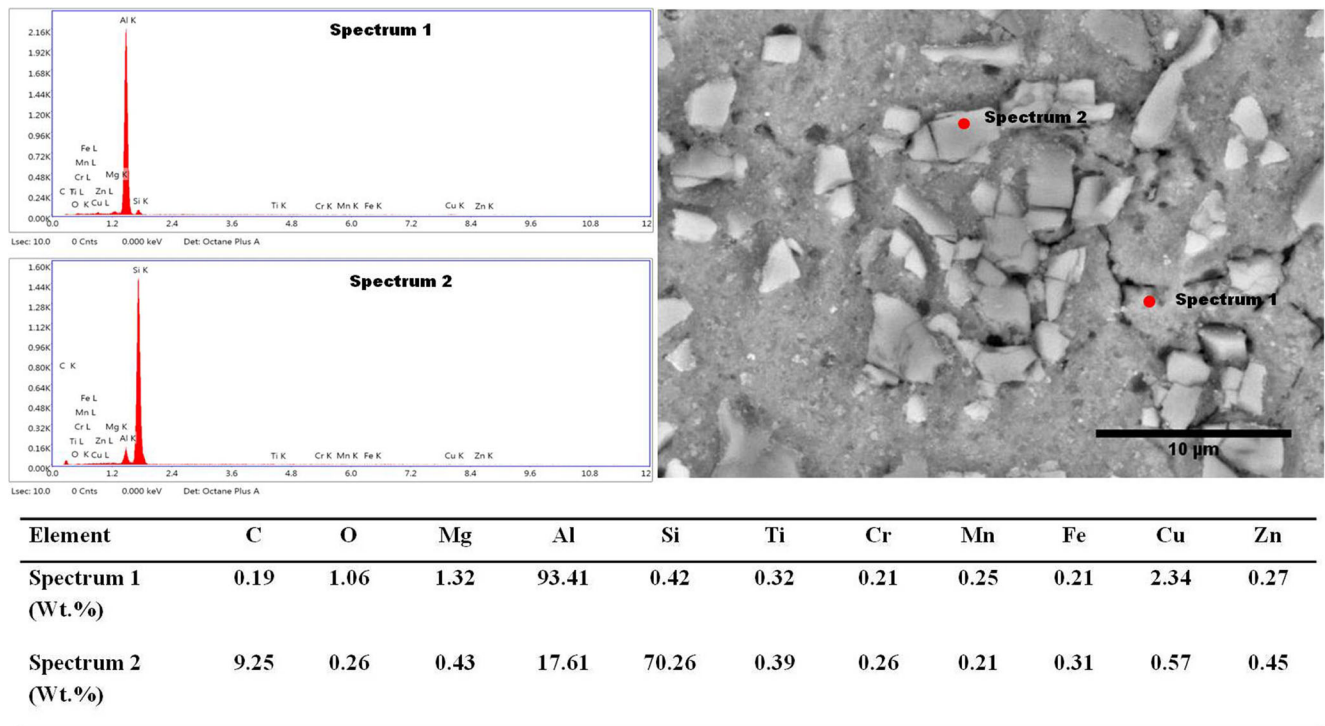 Spectrum 1
Al K
2.16K
1.92K
1.68K
1.44K
1.20K
0.96K
0.72K
0.48K
0.24K
0.00K
Fe L
Mn L
Cr L
Mg K
C Ti L Zn L
O K Cu L
Si K
Ti K Cr K Mn K Fe K Cu K Zn K
0.0 1.2 2.4 3.6 4.8 6.0 7.2 8.4 9.6 10.8 12
Lsec: 10.0 0 Cnts 0.000 keV Det: Octane Plus A
Spectrum 2
Si K
1.60K
1.44K
1.28K
1.12K
0.96K
0.80K
0.64K
0.48K
0.32K
0.16K
0.00K
C K
Fe L
Mn L
Cr L Mg K
Ti L Zn L Al K
O K Cu L
Ti K Cr K Mn K Fe K Cu K Zn K
0.0 1.2 2.4 3.6 4.8 6.0 7.2 8.4 9.6 10.8 12
Lsec: 10.0 0 Cnts 0.000 keV Det: Octane Plus A
Spectrum 2
Spectrum 1
10 µm
Element C O Mg Al Si Ti Cr Mn Fe Cu Zn
Spectrum 1 0.19 1.06 1.32 93.41 0.42 0.32 0.21 0.25 0.21 2.34 0.27
(Wt.%)
Spectrum 2 9.25 0.26 0.43 17.61 70.26 0.39 0.26 0.21 0.31 0.57 0.45
(Wt.%)